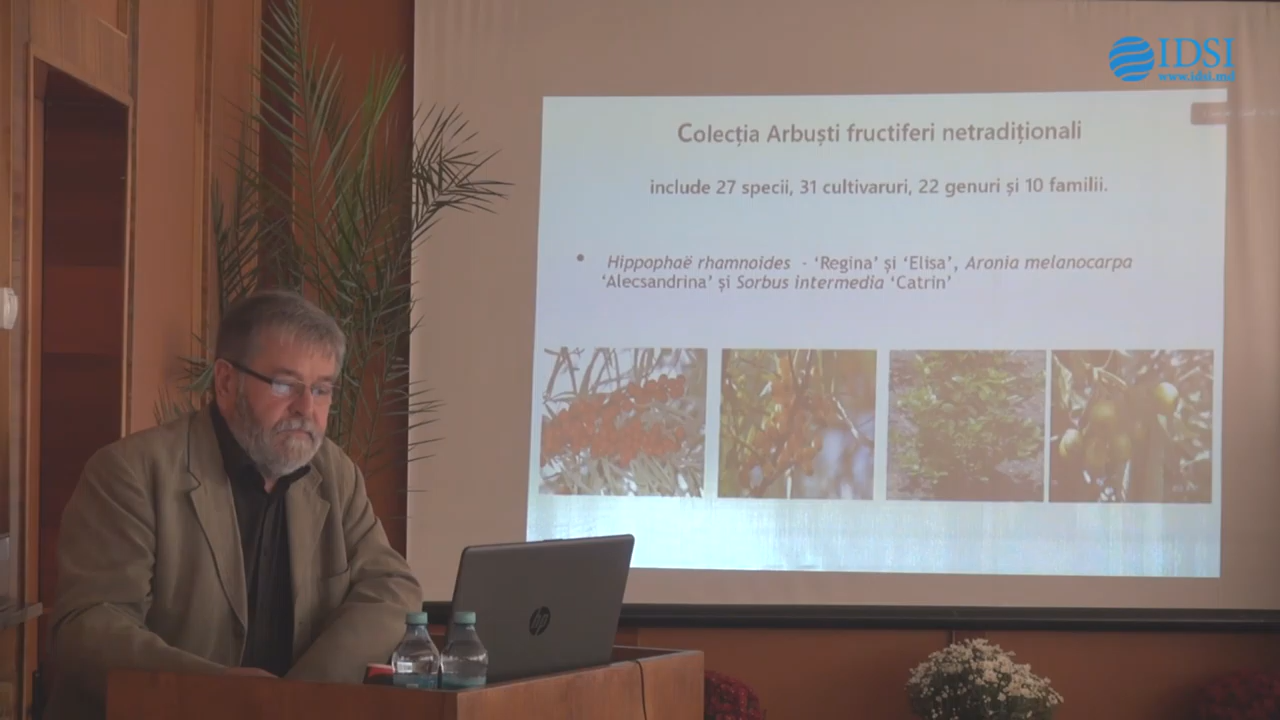 IDSI
www.idsi.md
Colecția Arbuști fructiferi netradiționali
include 27 specii, 31 cultivaruri, 22 genuri și 10 familii.
• Hippophaë rhamnoides - ‘Regina’ și ‘Elisa’, Aronia melanocarpa
‘Alecsandrina’ și Sorbus intermedia ‘Catrin’
hp